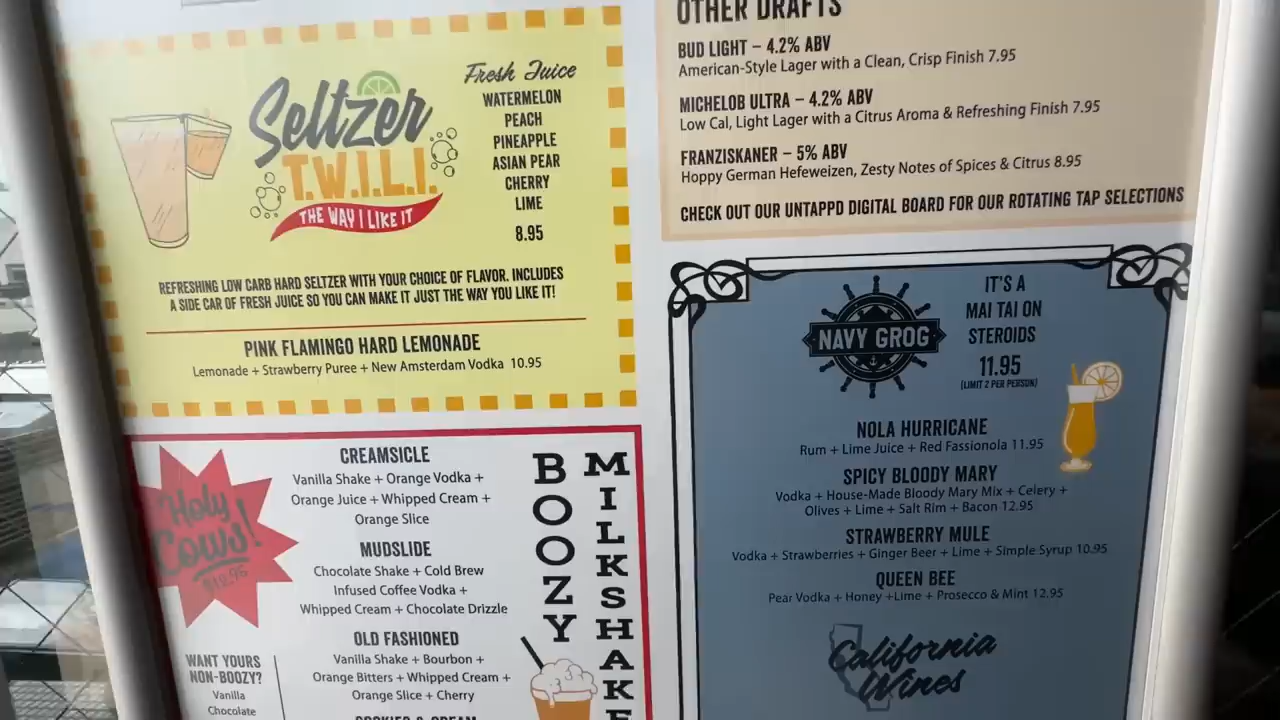 Seltzer
T.W.I.L.I.
THE WAY I LIKE IT
Fresh Juice
WATERMELON
PEACH
PINEAPPLE
ASIAN PEAR
CHERRY
LIME
8.95
REFRESHING LOW CARB HARD SELTZER WITH YOUR CHOICE OF FLAVOR. INCLUDES
A SIDE CAR OF FRESH JUICE SO YOU CAN MAKE IT JUST THE WAY YOU LIKE IT!
PINK FLAMINGO HARD LEMONADE
Lemonade + Strawberry Puree + New Amsterdam Vodka 10.95
Holy
Cows!
$12.95
CREAMSICLE
Vanilla Shake + Orange Vodka +
Orange Juice + Whipped Cream +
Orange Slice
MUDSLIDE
Chocolate Shake + Cold Brew
Infused Coffee Vodka +
Whipped Cream + Chocolate Drizzle
OLD FASHIONED
Vanilla Shake + Bourbon +
Orange Bitters + Whipped Cream +
Orange Slice + Cherry
COOKIES & CREAM
WANT YOURS
NON-BOOZY?
Vanilla
Chocolate
BOOZY
MILKSHAKE
OTHER DRAFTS
BUD LIGHT – 4.2% ABV
American-Style Lager with a Clean, Crisp Finish 7.95
MICHELOB ULTRA – 4.2% ABV
Low Cal, Light Lager with a Citrus Aroma & Refreshing Finish 7.95
FRANZISKANER – 5% ABV
Hoppy German Hefeweizen, Zesty Notes of Spices & Citrus 8.95
CHECK OUT OUR UNTAPPD DIGITAL BOARD FOR OUR ROTATING TAP SELECTIONS
NAVY GROG
IT'S A
MAI TAI ON
STEROIDS
11.95
(LIMIT 2 PER PERSON)
NOLA HURRICANE
Rum + Lime Juice + Red Fassionola 11.95
SPICY BLOODY MARY
Vodka + House-Made Bloody Mary Mix + Celery +
Olives + Lime + Salt Rim + Bacon 12.95
STRAWBERRY MULE
Vodka + Strawberries + Ginger Beer + Lime + Simple Syrup 10.95
QUEEN BEE
Pear Vodka + Honey +Lime + Prosecco & Mint 12.95
California
Wines